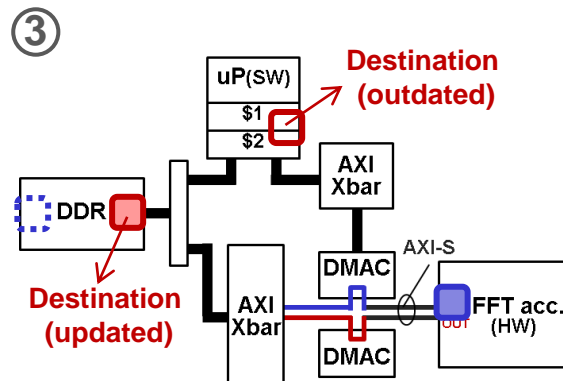 ③
Destination
(outdated)
uP(SW)
$1
$2
AXI
Xbar
DDR
AXI-S
Destination
(updated)
AXI
Xbar
DMAC
FFT acc.
(HW)
OUT
DMAC